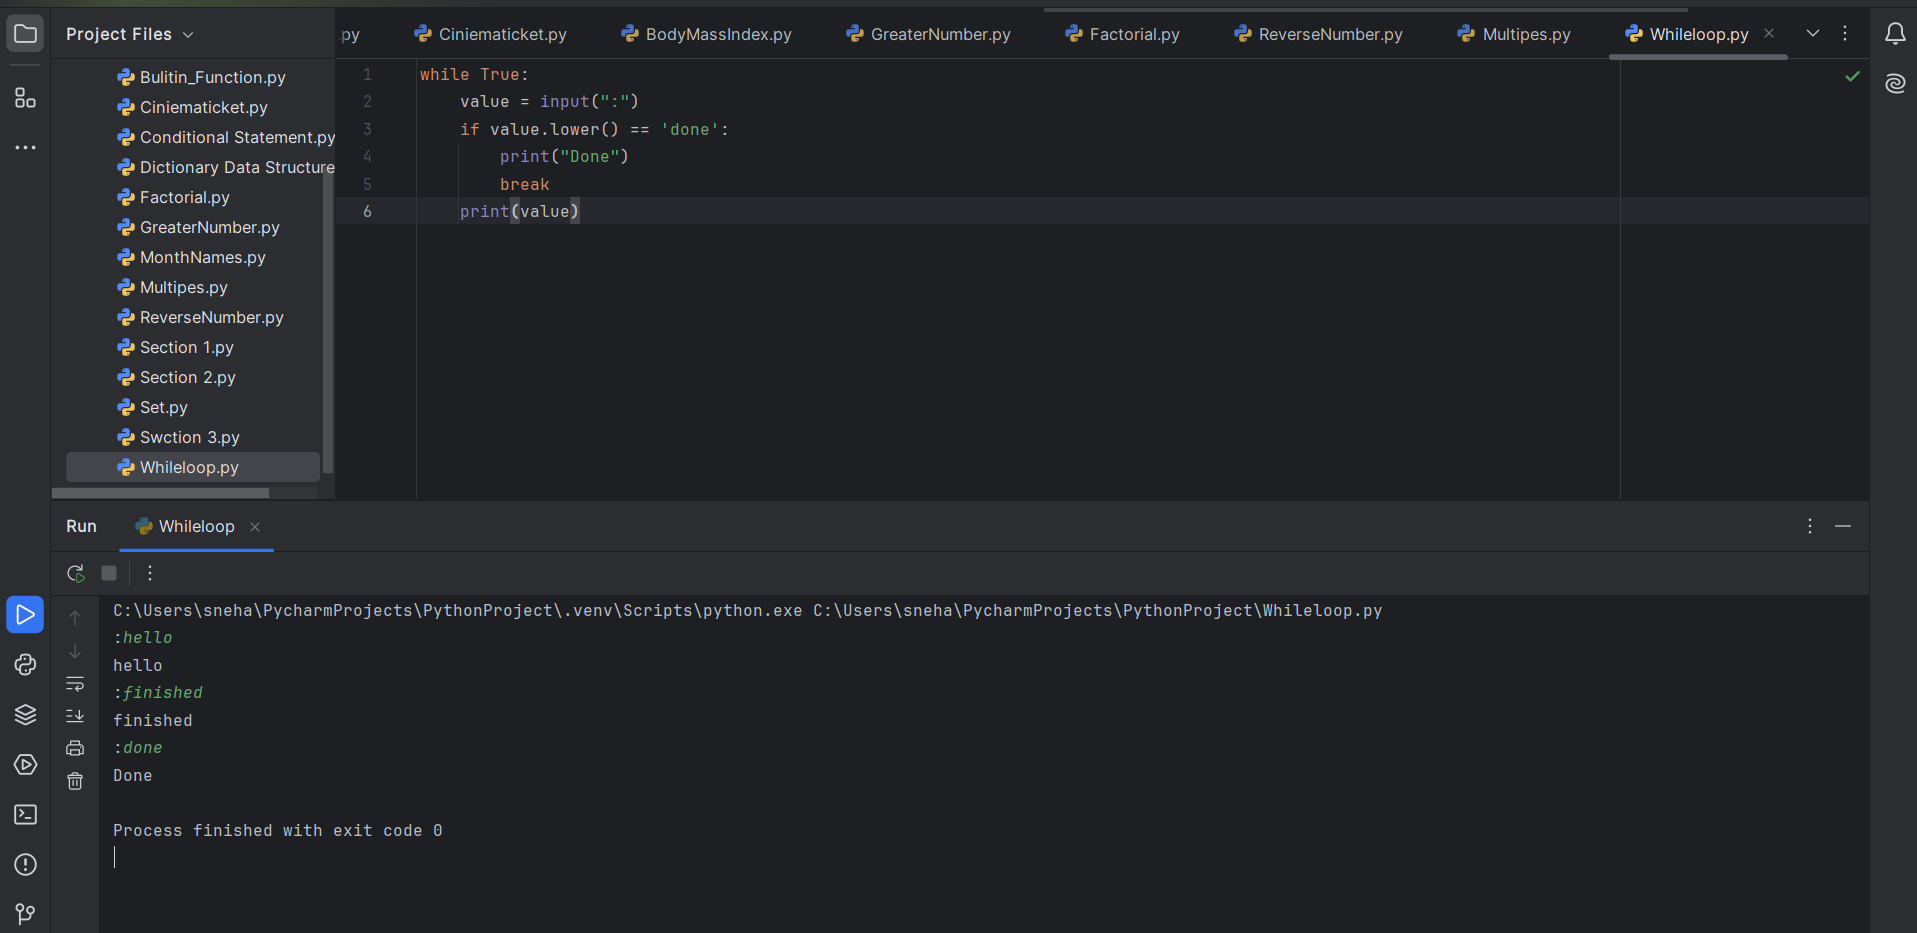 Project Files
.py
Ciniematicket.py
BodyMassIndex.py
GreaterNumber.py
Factorial.py
ReverseNumber.py
Multipes.py
Whileloop.py
Bulitin_Function.py
Ciniematicket.py
Conditional Statement.py
Dictionary Data Structure
Factorial.py
GreaterNumber.py
MonthNames.py
Multipes.py
ReverseNumber.py
Section 1.py
Section 2.py
Set.py
Swction 3.py
Whileloop.py
1 while True:
2     value = input(":")
3     if value.lower() == 'done':
4         print("Done")
5         break
6     print(value)
Run
Whileloop
C:\Users\sneha\PycharmProjects\PythonProject\.venv\Scripts\python.exe C:\Users\sneha\PycharmProjects\PythonProject\Whileloop.py
:hello
hello
:finished
finished
:done
Done
Process finished with exit code 0